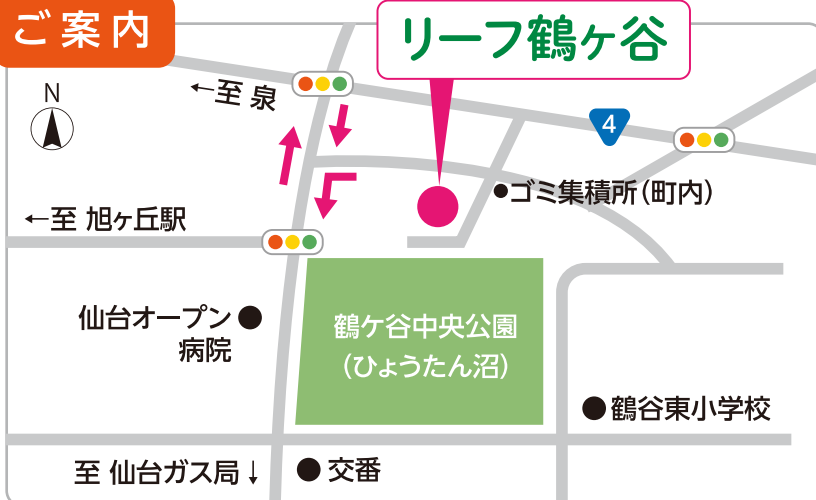 ご案内
リーフ鶴ヶ谷
N
←至 泉
4
●ゴミ集積所(町内)
←至 旭ヶ丘駅
仙台オープン
病院
鶴ケ谷中央公園
(ひょうたん沼)
鶴谷東小学校
至 仙台ガス局↓
交番